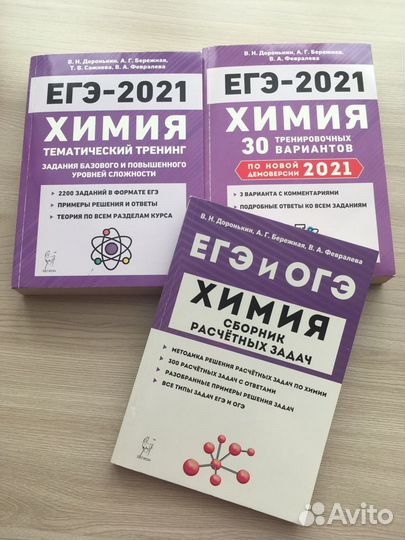 В. Н. Доронькин, А. Г. Бережная,
Т. В. Сажнева, В. А. Февралева
ЕГЭ-2021
ХИМИЯ
ТЕМАТИЧЕСКИЙ ТРЕНИНГ
ЗАДАНИЯ БАЗОВОГО И ПОВЫШЕННОГО
УРОВНЕЙ СЛОЖНОСТИ
2200 ЗАДАНИЙ В ФОРМАТЕ ЕГЭ
ПРИМЕРЫ РЕШЕНИЯ И ОТВЕТЫ
ТЕОРИЯ ПО ВСЕМ РАЗДЕЛАМ КУРСА
ЛЕГИОН
В. Н. Доронькин, А. Г. Бережная,
В. А. Февралева
ЕГЭ-2021
ХИМИЯ
30 ТРЕНИРОВОЧНЫХ
ВАРИАНТОВ
ПО НОВОЙ
ДЕМОВЕРСИИ 2021
3 ВАРИАНТА С КОММЕНТАРИЯМИ
ПОДРОБНЫЕ ОТВЕТЫ КО ВСЕМ ЗАДАНИЯМ
В. Н. Доронькин, А. Г. Бережная, В. А. Февралева
ЕГЭ и ОГЭ
ХИМИЯ
СБОРНИК
РАСЧЁТНЫХ ЗАДАЧ
МЕТОДИКА РЕШЕНИЯ РАСЧЁТНЫХ ЗАДАЧ ПО ХИМИИ
300 РАСЧЁТНЫХ ЗАДАЧ С ОТВЕТАМИ
РАЗОБРАННЫЕ ПРИМЕРЫ РЕШЕНИЯ ЗАДАЧ
ВСЕ ТИПЫ ЗАДАЧ ЕГЭ И ОГЭ
ЛЕГИОН
Avito